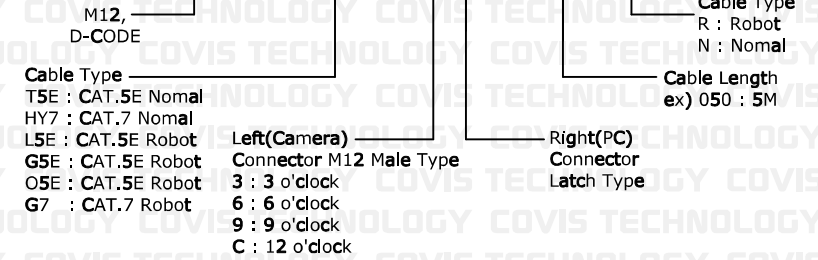 Cable Type
R : Robot
N : Nomal
M12,
D-CODE
Cable Type
T5E : CAT.5E Nomal
HY7 : CAT.7 Nomal
L5E : CAT.5E Robot
G5E : CAT.5E Robot
O5E : CAT.5E Robot
G7 : CAT.7 Robot
Left(Camera)
Connector M12 Male Type
3 : 3 o'clock
6 : 6 o'clock
9 : 9 o'clock
C : 12 o'clock
Right(PC)
Connector
Latch Type
Cable Length
ex) 050 : 5M
COVIS TECHNOLOGY